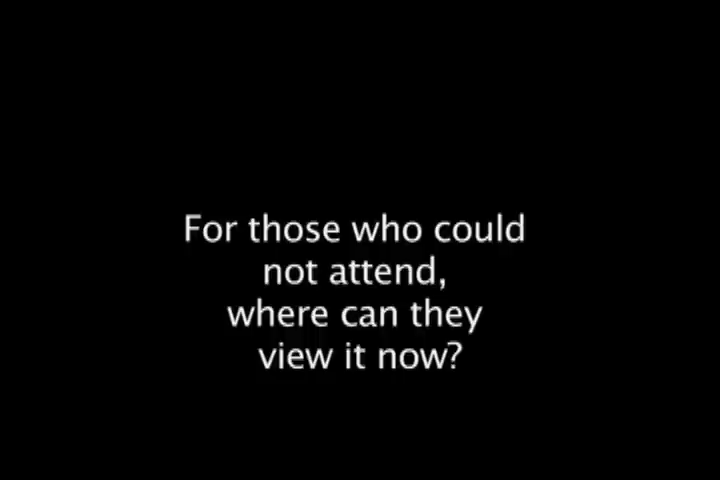 For those who could
not attend,
where can they
view it now?